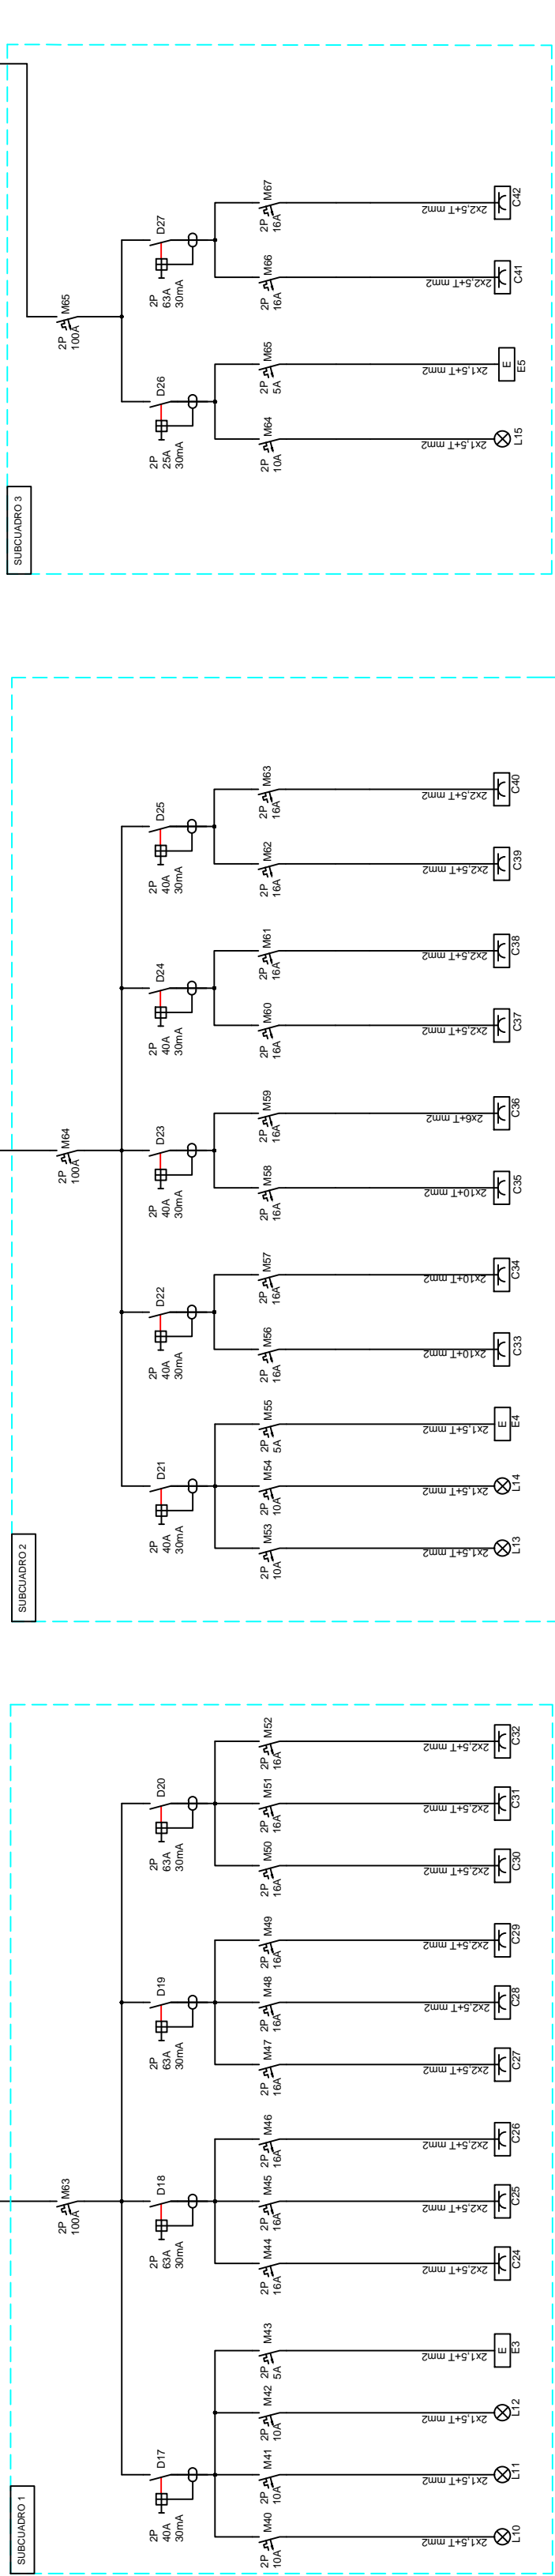 SUBCUADRO 3
M65
2P
100A
D27
2P
63A
30mA
D26
2P
25A
30mA
M67
2P
16A
M66
2P
16A
M65
2P
5A
M64
2P
10A
2x2,5+T mm2
C42
2x2,5+T mm2
C41
2x1,5+T mm2
E
E5
2x1,5+T mm2
L15
SUBCUADRO 2
M64
2P
100A
D25
2P
40A
30mA
D24
2P
40A
30mA
D23
2P
40A
30mA
D22
2P
40A
30mA
D21
2P
40A
30mA
M63
2P
16A
M62
2P
16A
M61
2P
16A
M60
2P
16A
M59
2P
16A
M58
2P
16A
M57
2P
16A
M56
2P
16A
M55
2P
5A
M54
2P
10A
M53
2P
10A
2x2,5+T mm2
C40
2x2,5+T mm2
C39
2x2,5+T mm2
C38
2x2,5+T mm2
C37
2x6+T mm2
C36
2x10+T mm2
C35
2x10+T mm2
C34
2x10+T mm2
C33
2x1,5+T mm2
E
E4
2x1,5+T mm2
L14
2x1,5+T mm2
L13
SUBCUADRO 1
M63
2P
100A
D20
2P
63A
30mA
D19
2P
63A
30mA
D18
2P
63A
30mA
D17
2P
40A
30mA
M52
2P
16A
M51
2P
16A
M50
2P
16A
M49
2P
16A
M48
2P
16A
M47
2P
16A
M46
2P
16A
M45
2P
16A
M44
2P
16A
M43
2P
5A
M42
2P
10A
M41
2P
10A
M40
2P
10A
2x2,5+T mm2
C32
2x2,5+T mm2
C31
2x2,5+T mm2
C30
2x2,5+T mm2
C29
2x2,5+T mm2
C28
2x2,5+T mm2
C27
2x2,5+T mm2
C26
2x2,5+T mm2
C25
2x2,5+T mm2
C24
2x1,5+T mm2
E
E3
2x1,5+T mm2
L12
2x1,5+T mm2
L11
2x1,5+T mm2
L10